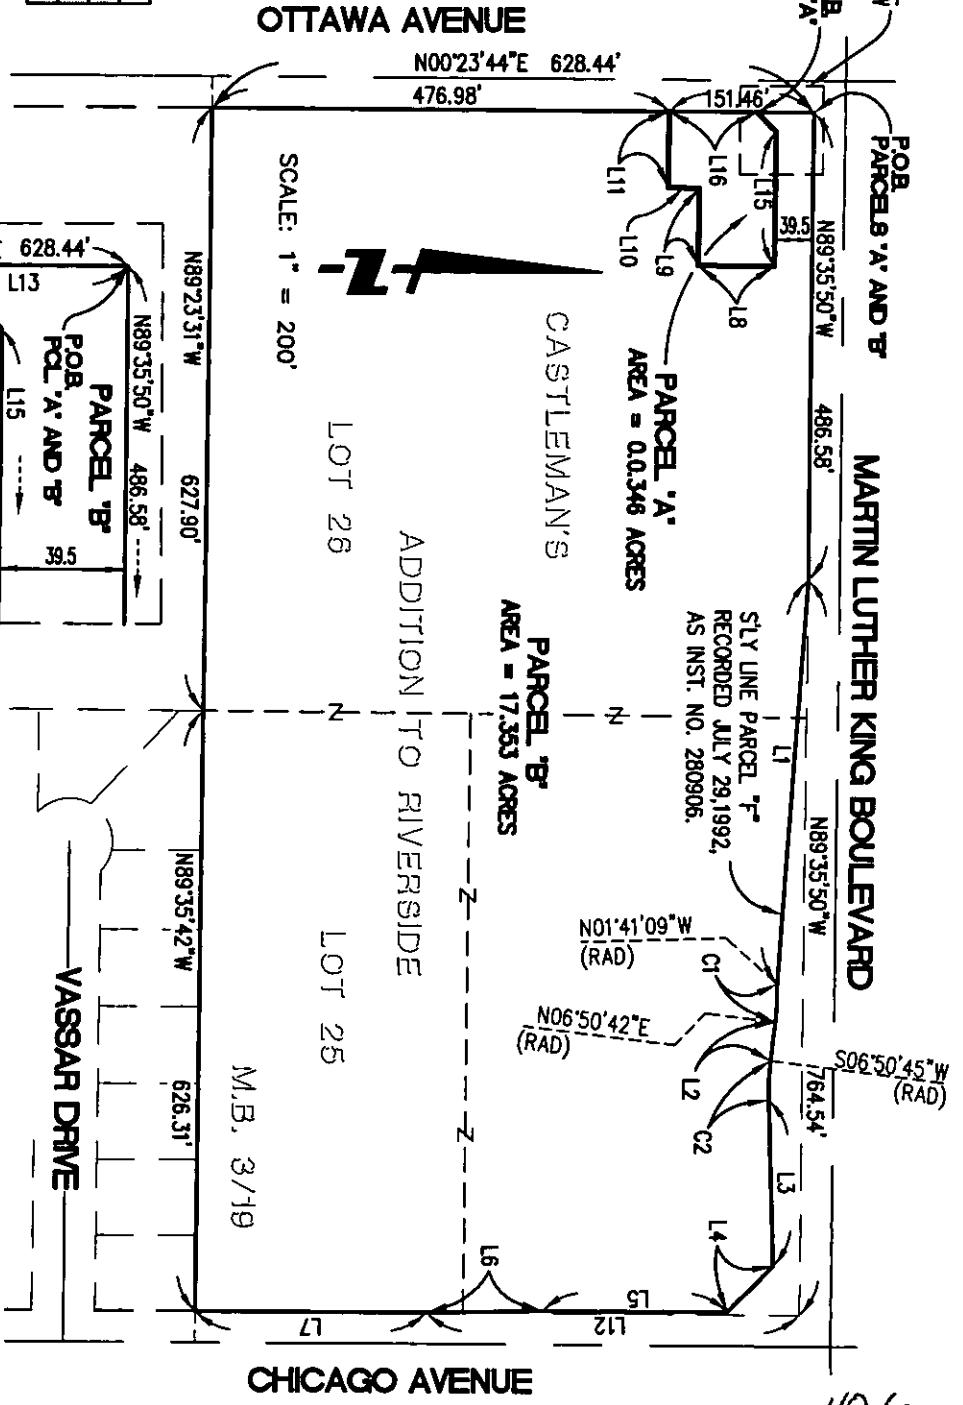 OTTAWA AVENUE
N00°23'44"E 628.44'
476.98'
151.46'
P.O.B.
PARCELS "A" AND "B"
"A"
L11
L16
L15
L10
L9
L8
39.5
N89°35'50"W
486.58'
MARTIN LUTHER KING BOULEVARD
SCALE: 1" = 200'
N89°23'31"W
627.90'
CASTLEMAN'S
PARCEL "A"
AREA = 0.0.346 ACRES
LOT 26
ADDITION TO RIVERSIDE
628.44'
L13
P.O.B.
PCL "A" AND "B"
PARCEL "B"
N89°35'50"W 486.58'
L15
39.5
PARCEL "B"
AREA = 17.353 ACRES
S'LY LINE PARCEL "F"
RECORDED JULY 29,1992,
AS INST. NO. 280906.
L1
N89°35'50"W
764.54'
N01°41'09"W
(RAD)
C1
N06°50'42"E
(RAD)
L2
S06°50'45"W
(RAD)
C2
L3
L4
LOT 25
M.B. 3/19
N89°35'42"W
626.31'
VASSAR DRIVE
L6
L5
L7
L12
CHICAGO AVENUE